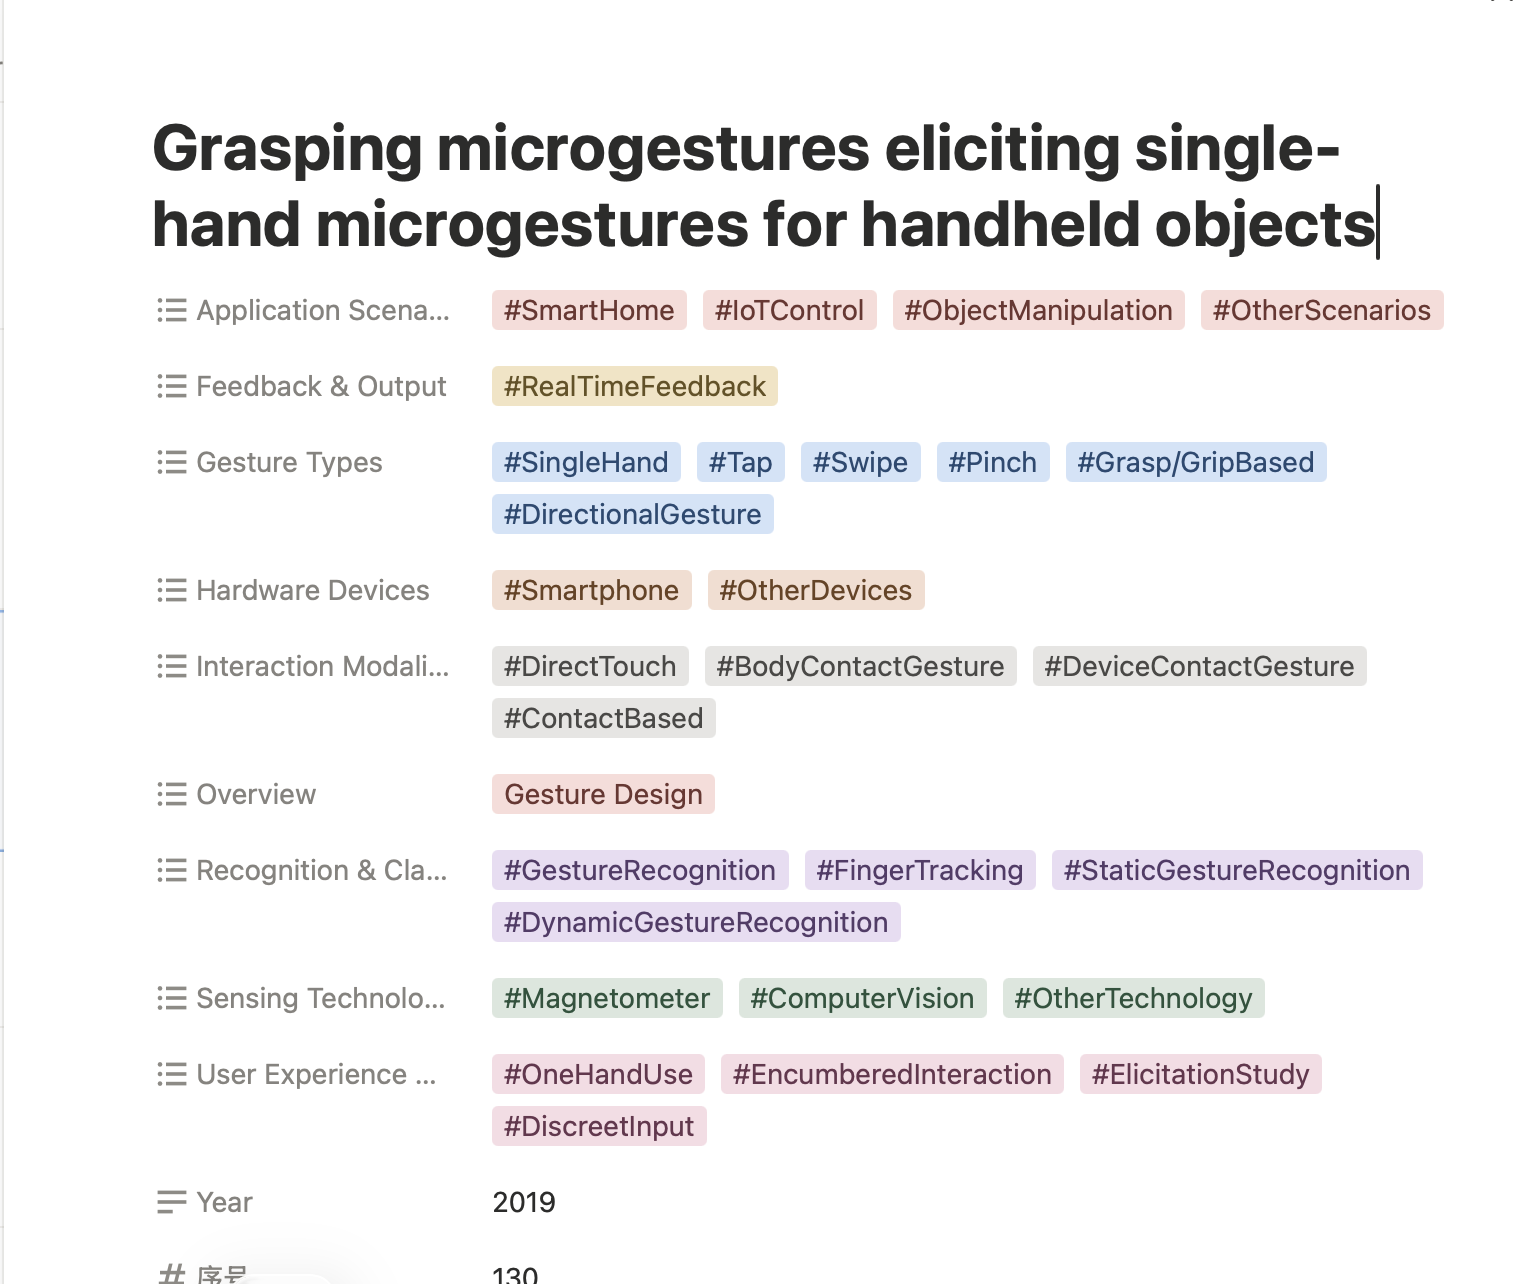 Grasping microgestures eliciting single-
hand microgestures for handheld objects
Application Scena... #SmartHome #IoTControl #ObjectManipulation #OtherScenarios
Feedback & Output #RealTimeFeedback
Gesture Types #SingleHand #Tap #Swipe #Pinch #Grasp/GripBased
#DirectionalGesture
Hardware Devices #Smartphone #OtherDevices
Interaction Modali... #DirectTouch #BodyContactGesture #DeviceContactGesture
#ContactBased
Overview Gesture Design
Recognition & Cla... #GestureRecognition #FingerTracking #StaticGestureRecognition
#DynamicGestureRecognition
Sensing Technolo... #Magnetometer #ComputerVision #OtherTechnology
User Experience ... #OneHandUse #EncumberedInteraction #ElicitationStudy
#DiscreetInput
Year 2019
序号 130